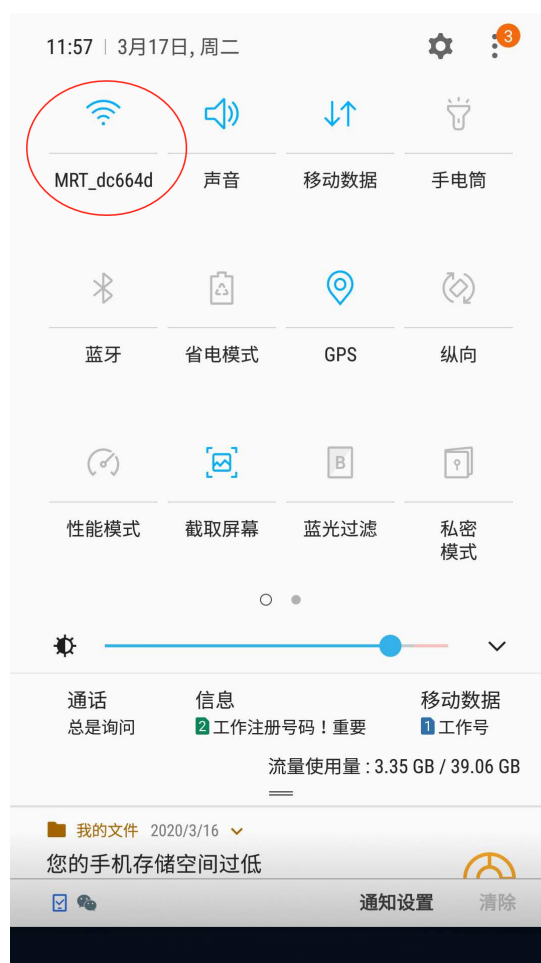 11:57 | 3月17日, 周二
3
MRT_dc664d 声音 移动数据 手电筒
蓝牙 省电模式 GPS 纵向
B
性能模式 截取屏幕 蓝光过滤 私密
模式
通话 信息 移动数据
总是询问 2 工作注册号码！重要 1 工作号
流量使用量 : 3.35 GB / 39.06 GB
我的文件 2020/3/16
您的手机存储空间过低
通知设置 清除